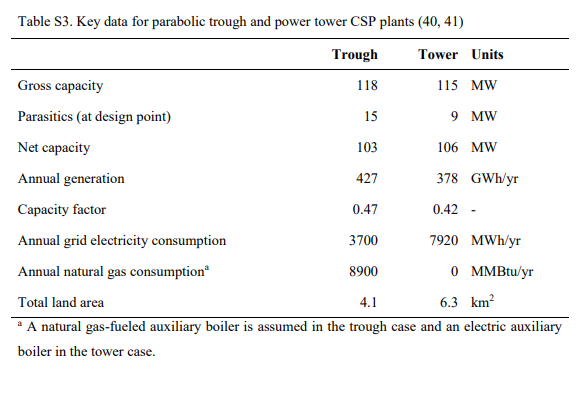 Table S3. Key data for parabolic trough and power tower CSP plants (40, 41)
Trough Tower Units
Gross capacity 118 115 MW
Parasitics (at design point) 15 9 MW
Net capacity 103 106 MW
Annual generation 427 378 GWh/yr
Capacity factor 0.47 0.42 -
Annual grid electricity consumption 3700 7920 MWh/yr
Annual natural gas consumptionᵃ 8900 0 MMBtu/yr
Total land area 4.1 6.3 km²
ᵃ A natural gas-fueled auxiliary boiler is assumed in the trough case and an electric auxiliary
boiler in the tower case.